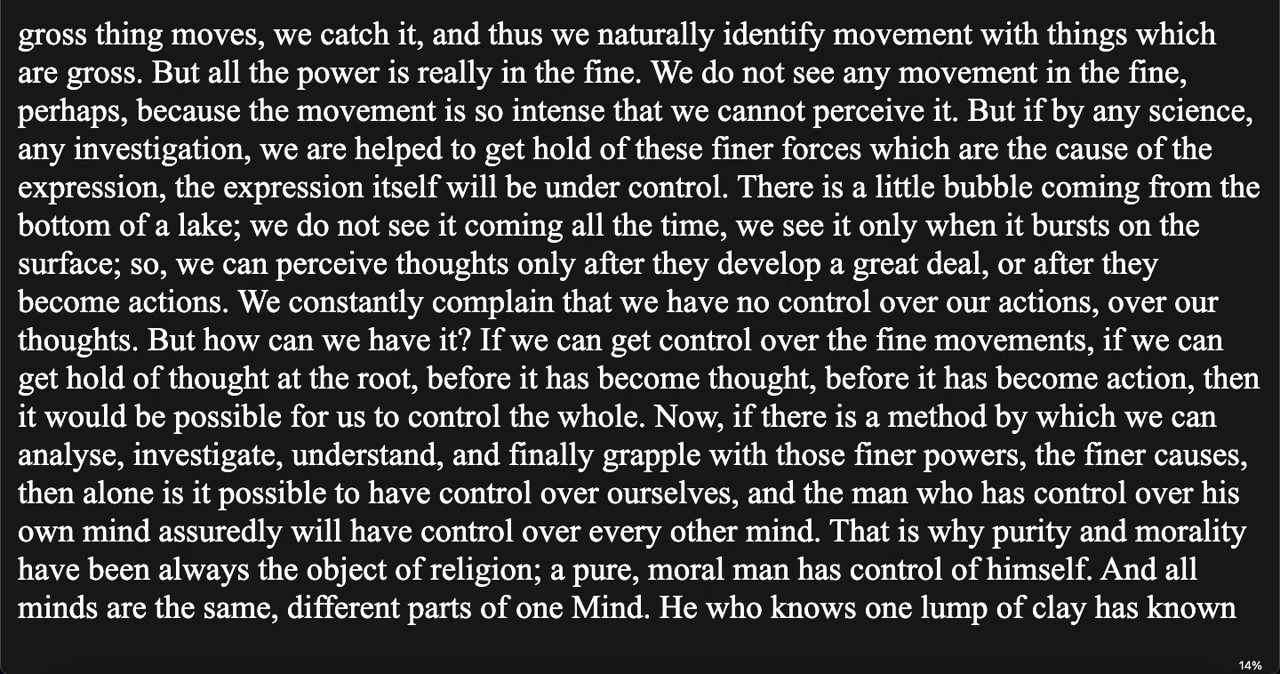 gross thing moves, we catch it, and thus we naturally identify movement with things which
are gross. But all the power is really in the fine. We do not see any movement in the fine,
perhaps, because the movement is so intense that we cannot perceive it. But if by any science,
any investigation, we are helped to get hold of these finer forces which are the cause of the
expression, the expression itself will be under control. There is a little bubble coming from the
bottom of a lake; we do not see it coming all the time, we see it only when it bursts on the
surface; so, we can perceive thoughts only after they develop a great deal, or after they
become actions. We constantly complain that we have no control over our actions, over our
thoughts. But how can we have it? If we can get control over the fine movements, if we can
get hold of thought at the root, before it has become thought, before it has become action, then
it would be possible for us to control the whole. Now, if there is a method by which we can
analyse, investigate, understand, and finally grapple with those finer powers, the finer causes,
then alone is it possible to have control over ourselves, and the man who has control over his
own mind assuredly will have control over every other mind. That is why purity and morality
have been always the object of religion; a pure, moral man has control of himself. And all
minds are the same, different parts of one Mind. He who knows one lump of clay has known
14%